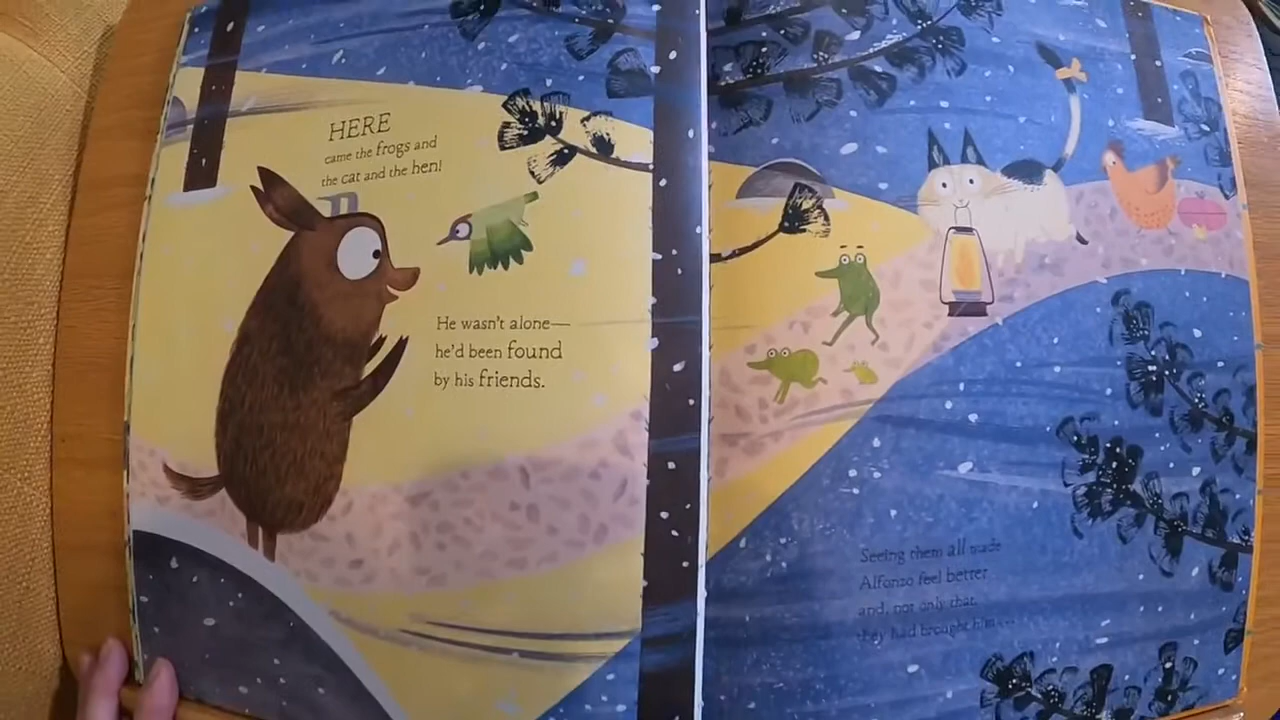 HERE
came the frogs and
the cat and the hen!
He wasn't alone—
he'd been found
by his friends.
Seeing them all made
Alfonzo feel better
and, not only that,
they had brought him...